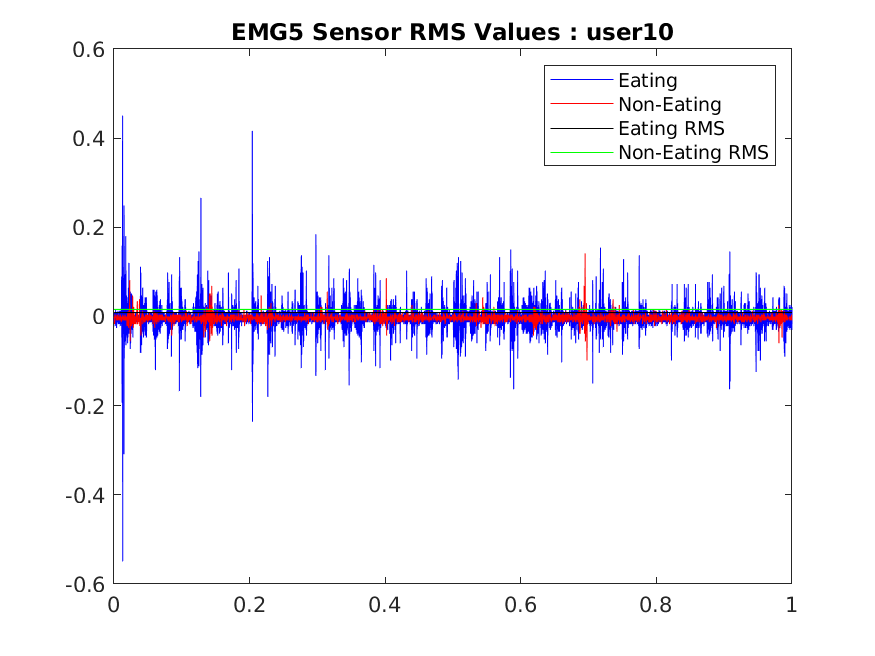 EMG5 Sensor RMS Values : user10
0.6
0.4
0.2
0
-0.2
-0.4
-0.6
Eating
Non-Eating
Eating RMS
Non-Eating RMS
0 0.2 0.4 0.6 0.8 1